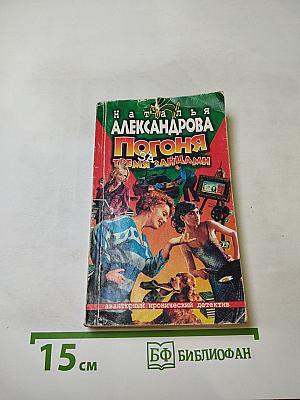 Наталья
АЛЕКСАНДРОВА
Погоня
ЗА
ТРЕМЯ ЗАЙЦАМИ
авантюрный иронический детектив
15 см
БФ БИБЛИОФАН